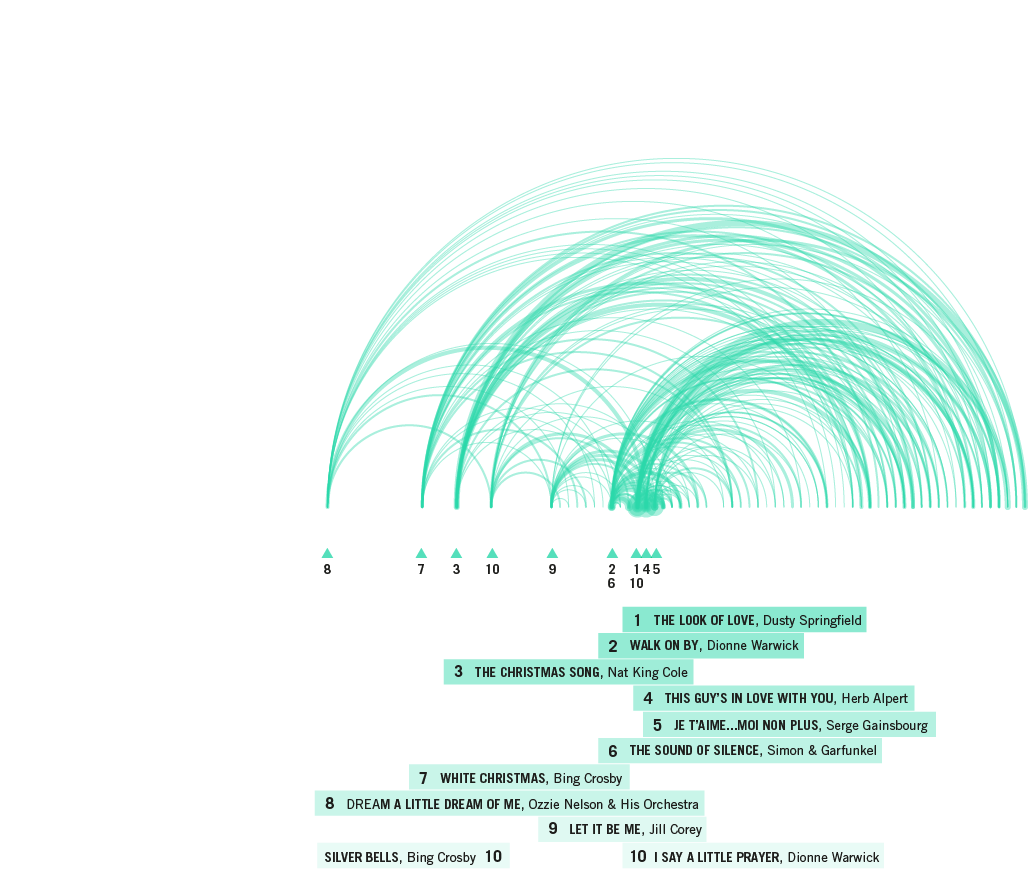 8 7 3 10 9 2 1 4 5
6 10
1 THE LOOK OF LOVE, Dusty Springfield
2 WALK ON BY, Dionne Warwick
3 THE CHRISTMAS SONG, Nat King Cole
4 THIS GUY'S IN LOVE WITH YOU, Herb Alpert
5 JE T'AIME...MOI NON PLUS, Serge Gainsbourg
6 THE SOUND OF SILENCE, Simon & Garfunkel
7 WHITE CHRISTMAS, Bing Crosby
8 DREAM A LITTLE DREAM OF ME, Ozzie Nelson & His Orchestra
9 LET IT BE ME, Jill Corey
SILVER BELLS, Bing Crosby 10 10 I SAY A LITTLE PRAYER, Dionne Warwick